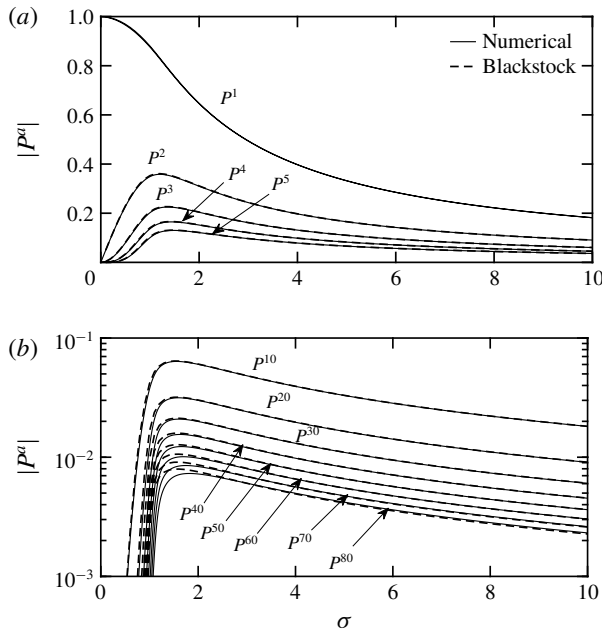 (a)
1.0
Numerical
Blackstock
0.8
P^1
|P^a|
0.6
0.4
P^2
P^4
P^3
P^5
0.2
0 2 4 6 8 10
(b)
10^{-1}
P^{10}
P^{20}
|P^a|
P^{30}
10^{-2}
P^{40}
P^{50}
P^{60}
P^{70}
P^{80}
10^{-3}
0 2 4 6 8 10
σ